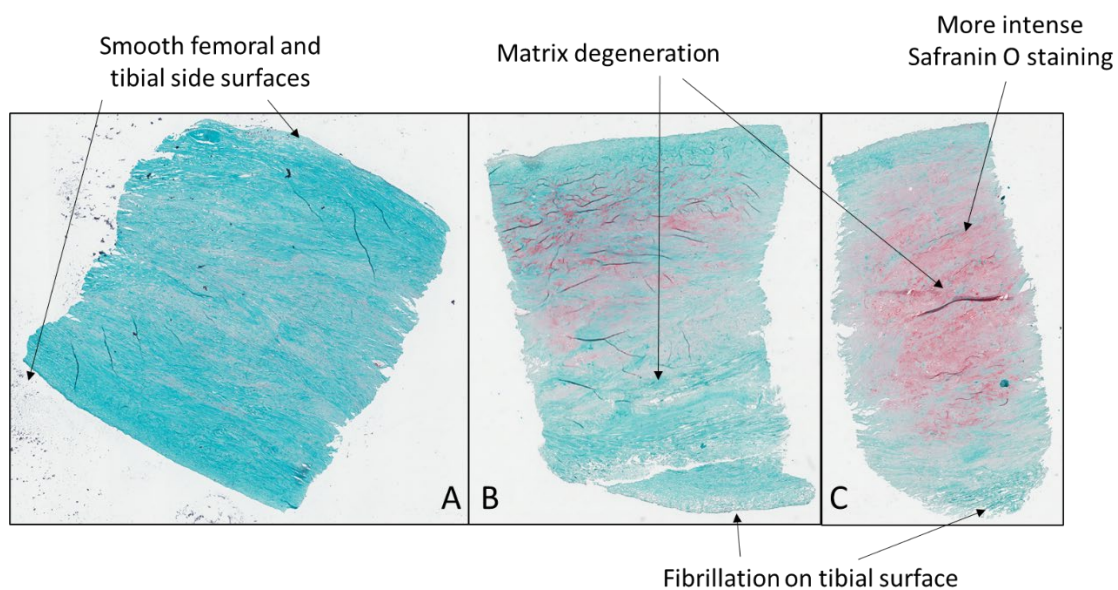 Smooth femoral and
tibial side surfaces
Matrix degeneration
More intense
Safranin O staining
A
B
C
Fibrillation on tibial surface